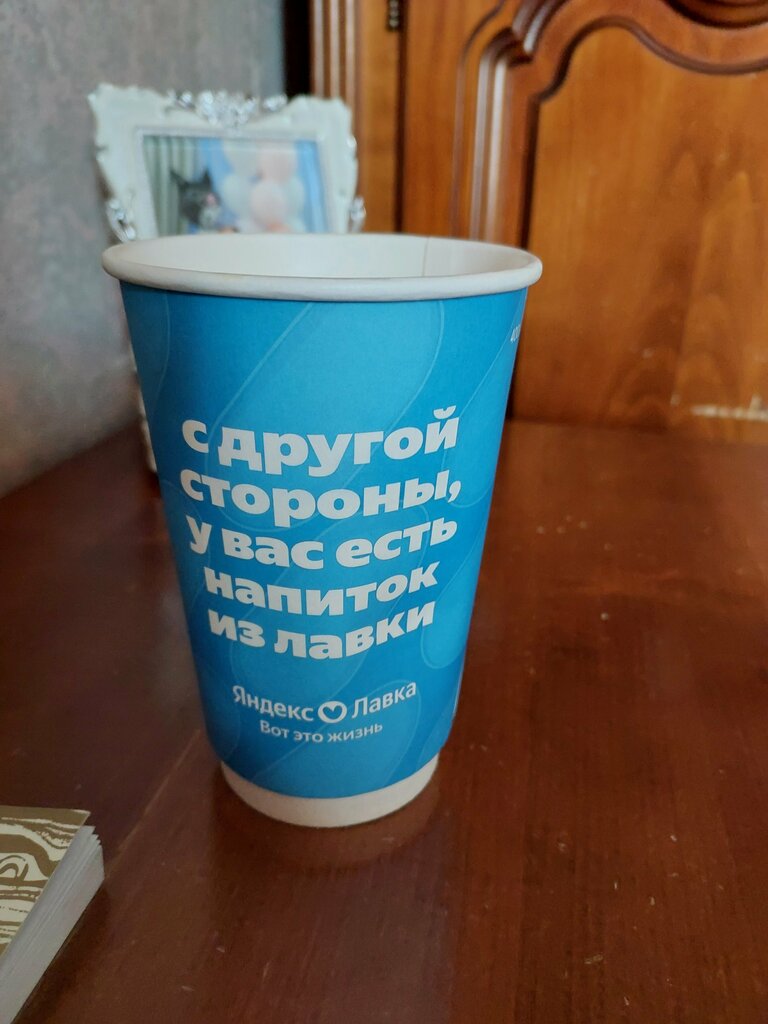 с другой
стороны,
у вас есть
напиток
из лавки
Яндекс Лавка
Вот это жизнь